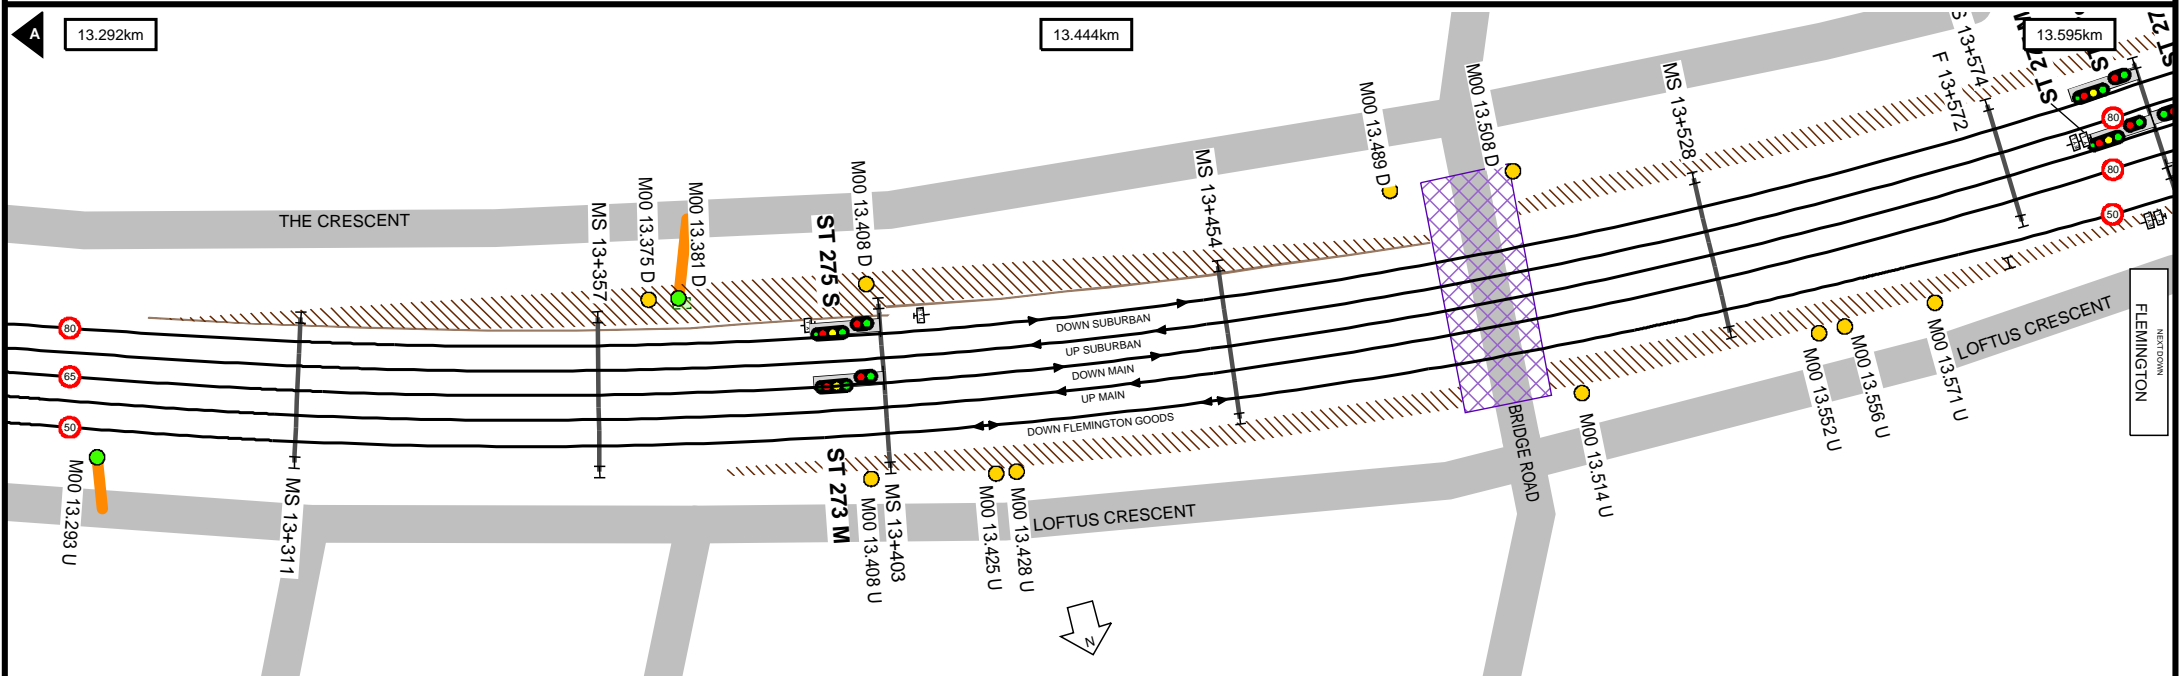 A
13.292km
13.444km
13.595km
THE CRESCENT
MS 13+357
M00 13.375 D
M00 13.381 D
ST 275 S
M00 13.408 D
MS 13+454
M00 13.489 D
M00 13.508 D
MS 13+528
S 13+574
F 13+572
80
65
50
80
80
50
DOWN SUBURBAN
UP SUBURBAN
DOWN MAIN
UP MAIN
DOWN FLEMINGTON GOODS
M00 13.293 U
MS 13+311
ST 273 M
M00 13.408 U
MS 13+403
M00 13.425 U
M00 13.428 U
LOFTUS CRESCENT
BRIDGE ROAD
M00 13.514 U
M00 13.552 U
M00 13.556 U
M00 13.571 U
LOFTUS CRESCENT
NEXT DOWN
FLEMINGTON
N